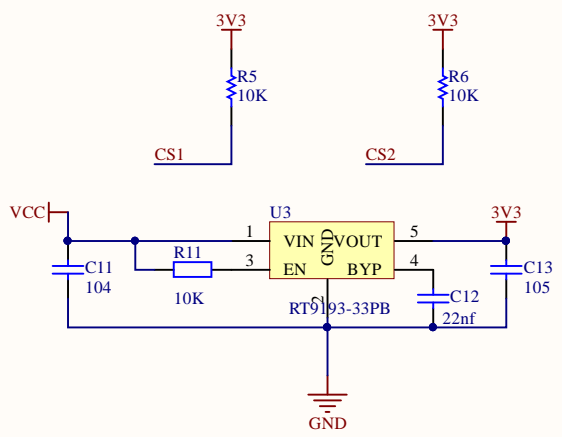 3V3
3V3
R5
10K
R6
10K
CS1
CS2
VCC
U3
3V3
1
VIN
GND
VOUT
5
R11
3
EN
BYP
4
C11
104
10K
2
RT9193-33PB
C12
22nf
C13
105
GND